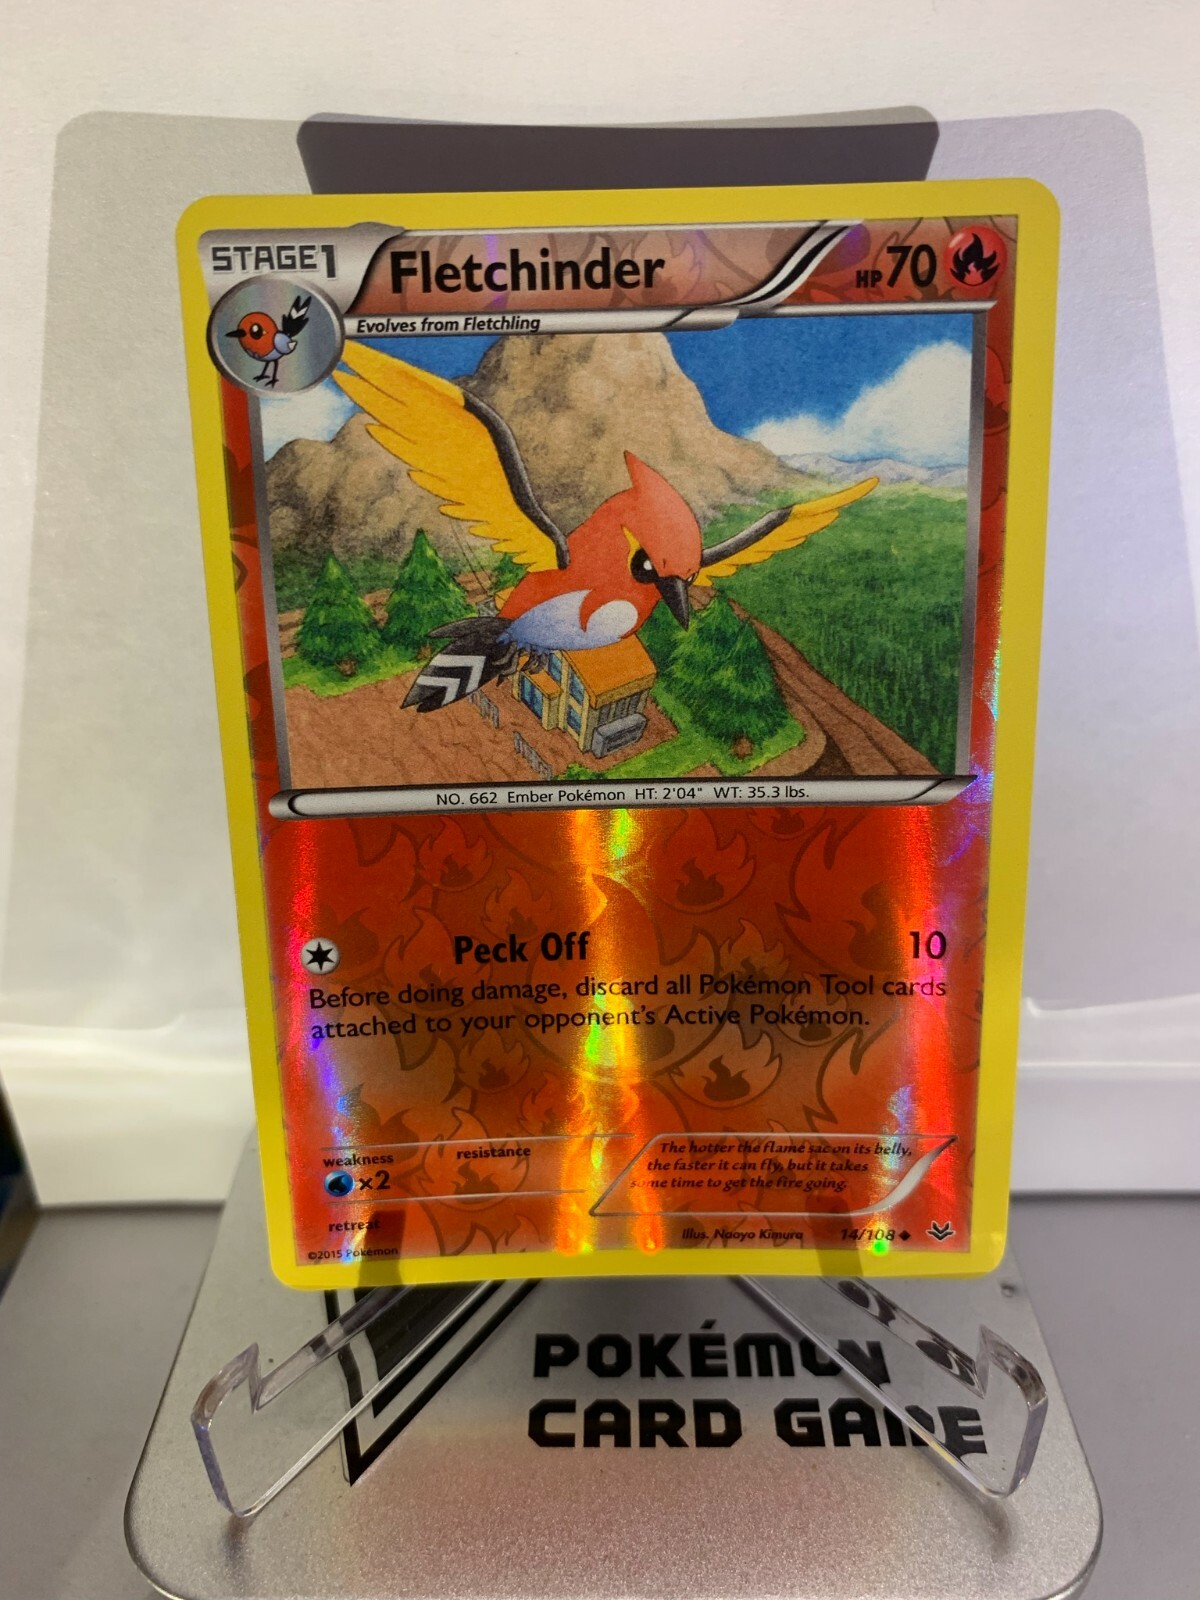 STAGE1
Fletchinder
HP70
Evolves from Fletchling
NO. 662 Ember Pokémon HT: 2'04" WT: 35.3 lbs.
Peck Off 10
Before doing damage, discard all Pokémon Tool cards
attached to your opponent's Active Pokémon.
weakness
×2
resistance
retreat
The hotter the flame sac on its belly,
the faster it can fly, but it takes
some time to get the fire going.
©2015 Pokémon
Illus. Naoyo Kimura 14/108
POKÉMON
CARD GAME